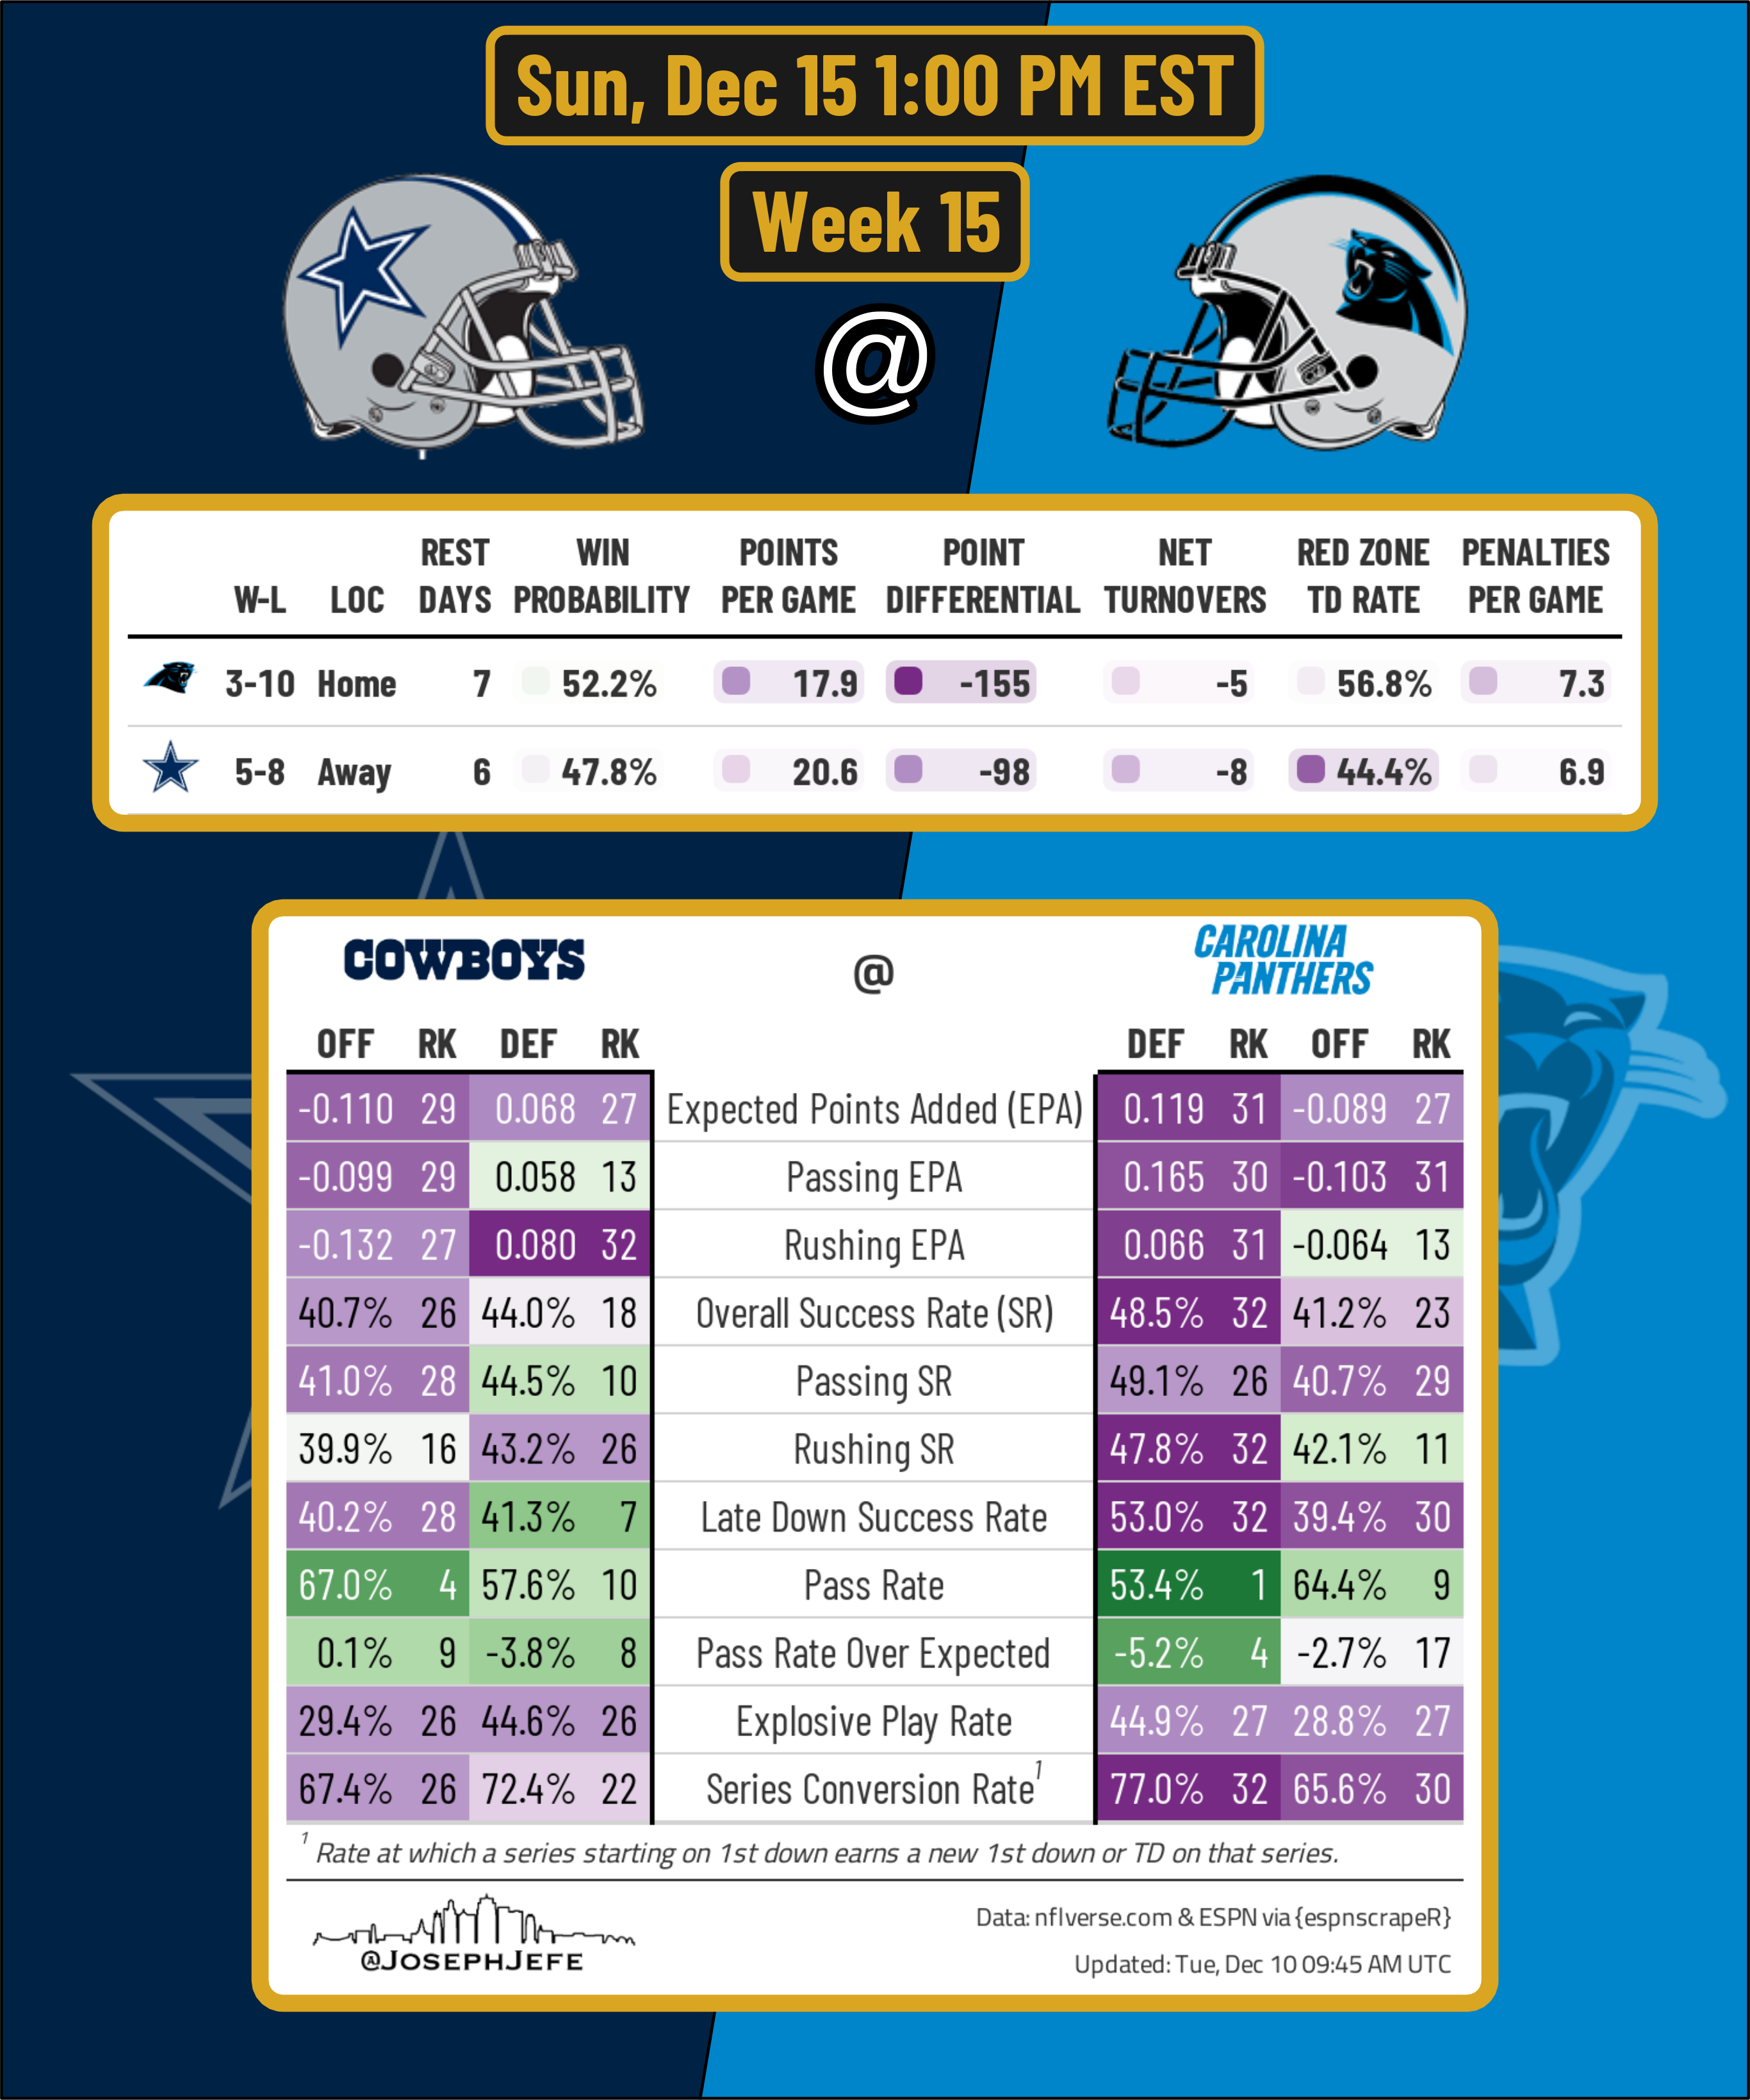 Sun, Dec 15 1:00 PM EST
Week 15
@
REST WIN POINTS POINT NET RED ZONE PENALTIES
W-L LOC DAYS PROBABILITY PER GAME DIFFERENTIAL TURNOVERS TD RATE PER GAME
3-10 Home 7 52.2% 17.9 -155 -5 56.8% 7.3
5-8 Away 6 47.8% 20.6 -98 -8 44.4% 6.9
COWBOYS @ CAROLINA PANTHERS
OFF RK DEF RK DEF RK OFF RK
-0.110 29 0.068 27 Expected Points Added (EPA) 0.119 31 -0.089 27
-0.099 29 0.058 13 Passing EPA 0.165 30 -0.103 31
-0.132 27 0.080 32 Rushing EPA 0.066 31 -0.064 13
40.7% 26 44.0% 18 Overall Success Rate (SR) 48.5% 32 41.2% 23
41.0% 28 44.5% 10 Passing SR 49.1% 26 40.7% 29
39.9% 16 43.2% 26 Rushing SR 47.8% 32 42.1% 11
40.2% 28 41.3% 7 Late Down Success Rate 53.0% 32 39.4% 30
67.0% 4 57.6% 10 Pass Rate 53.4% 1 64.4% 9
0.1% 9 -3.8% 8 Pass Rate Over Expected -5.2% 4 -2.7% 17
29.4% 26 44.6% 26 Explosive Play Rate 44.9% 27 28.8% 27
67.4% 26 72.4% 22 Series Conversion Rate1 77.0% 32 65.6% 30
1 Rate at which a series starting on 1st down earns a new 1st down or TD on that series.
@JOSEPHJEFE
Data: nflverse.com & ESPN via {espnscrapeR}
Updated: Tue, Dec 10 09:45 AM UTC